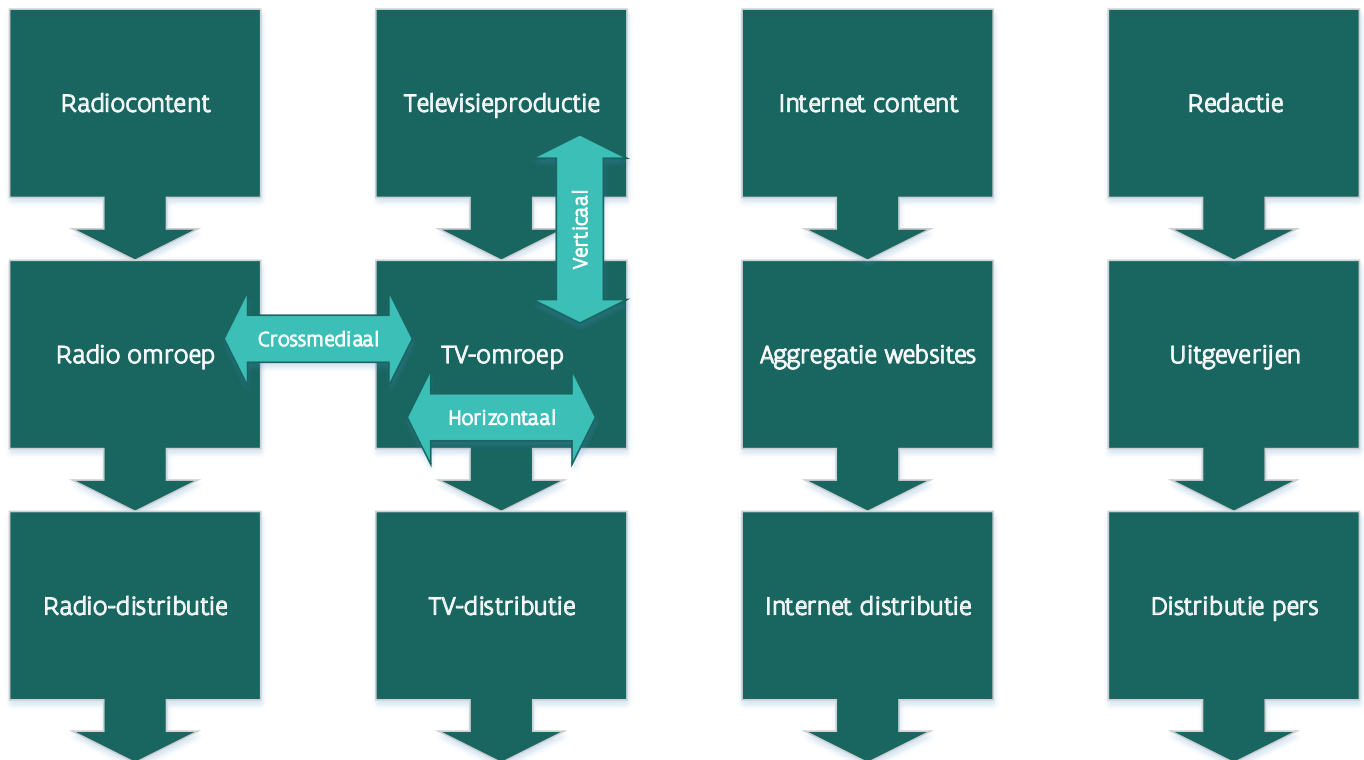 Radiocontent
Televisieproductie
Internet content
Redactie
Verticaal
Radio omroep
Crossmediaal
TV-omroep
Horizontaal
Aggregatie websites
Uitgeverijen
Radio-distributie
TV-distributie
Internet distributie
Distributie pers